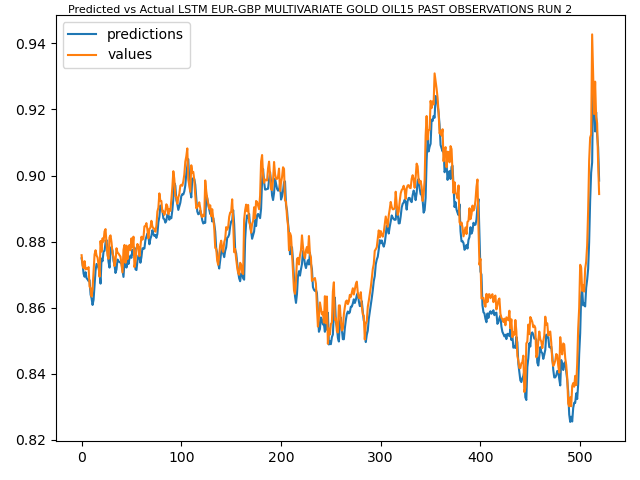 Predicted vs Actual LSTM EUR-GBP MULTIVARIATE GOLD OIL15 PAST OBSERVATIONS RUN 2
predictions
values
0.94
0.92
0.90
0.88
0.86
0.84
0.82
0 100 200 300 400 500